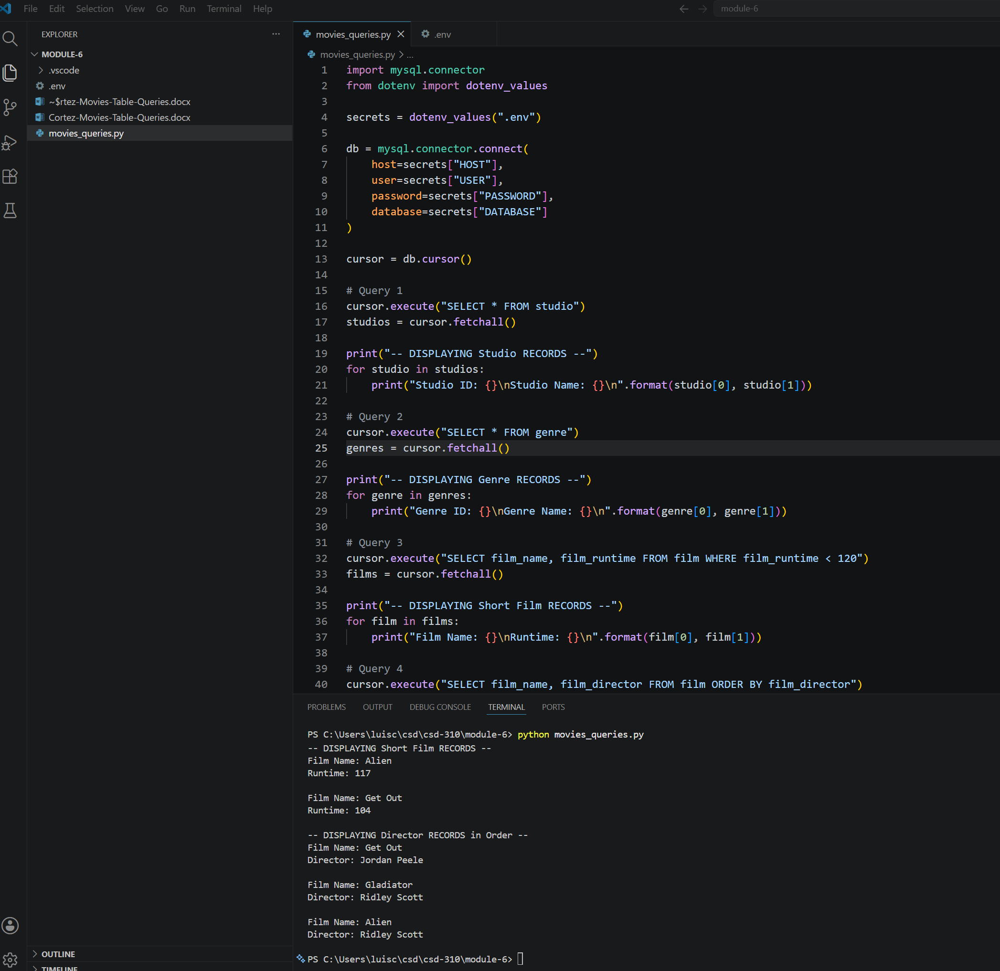 File Edit Selection View Go Run Terminal Help
module-6
EXPLORER
MODULE-6
.vscode
.env
~$rtez-Movies-Table-Queries.docx
Cortez-Movies-Table-Queries.docx
movies_queries.py
movies_queries.py
.env
movies_queries.py > ...
1 import mysql.connector
2 from dotenv import dotenv_values
3
4 secrets = dotenv_values(".env")
5
6 db = mysql.connector.connect(
7     host=secrets["HOST"],
8     user=secrets["USER"],
9     password=secrets["PASSWORD"],
10     database=secrets["DATABASE"]
11 )
12
13 cursor = db.cursor()
14
15 # Query 1
16 cursor.execute("SELECT * FROM studio")
17 studios = cursor.fetchall()
18
19 print("-- DISPLAYING Studio RECORDS --")
20 for studio in studios:
21     print("Studio ID: {}\nStudio Name: {}\n".format(studio[0], studio[1]))
22
23 # Query 2
24 cursor.execute("SELECT * FROM genre")
25 genres = cursor.fetchall()
26
27 print("-- DISPLAYING Genre RECORDS --")
28 for genre in genres:
29     print("Genre ID: {}\nGenre Name: {}\n".format(genre[0], genre[1]))
30
31 # Query 3
32 cursor.execute("SELECT film_name, film_runtime FROM film WHERE film_runtime < 120")
33 films = cursor.fetchall()
34
35 print("-- DISPLAYING Short Film RECORDS --")
36 for film in films:
37     print("Film Name: {}\nRuntime: {}\n".format(film[0], film[1]))
38
39 # Query 4
40 cursor.execute("SELECT film_name, film_director FROM film ORDER BY film_director")
PROBLEMS OUTPUT DEBUG CONSOLE TERMINAL PORTS
PS C:\Users\luisc\csd\csd-310\module-6> python movies_queries.py
-- DISPLAYING Short Film RECORDS --
Film Name: Alien
Runtime: 117
Film Name: Get Out
Runtime: 104
-- DISPLAYING Director RECORDS in Order --
Film Name: Get Out
Director: Jordan Peele
Film Name: Gladiator
Director: Ridley Scott
Film Name: Alien
Director: Ridley Scott
PS C:\Users\luisc\csd\csd-310\module-6>
OUTLINE
TIMELINE